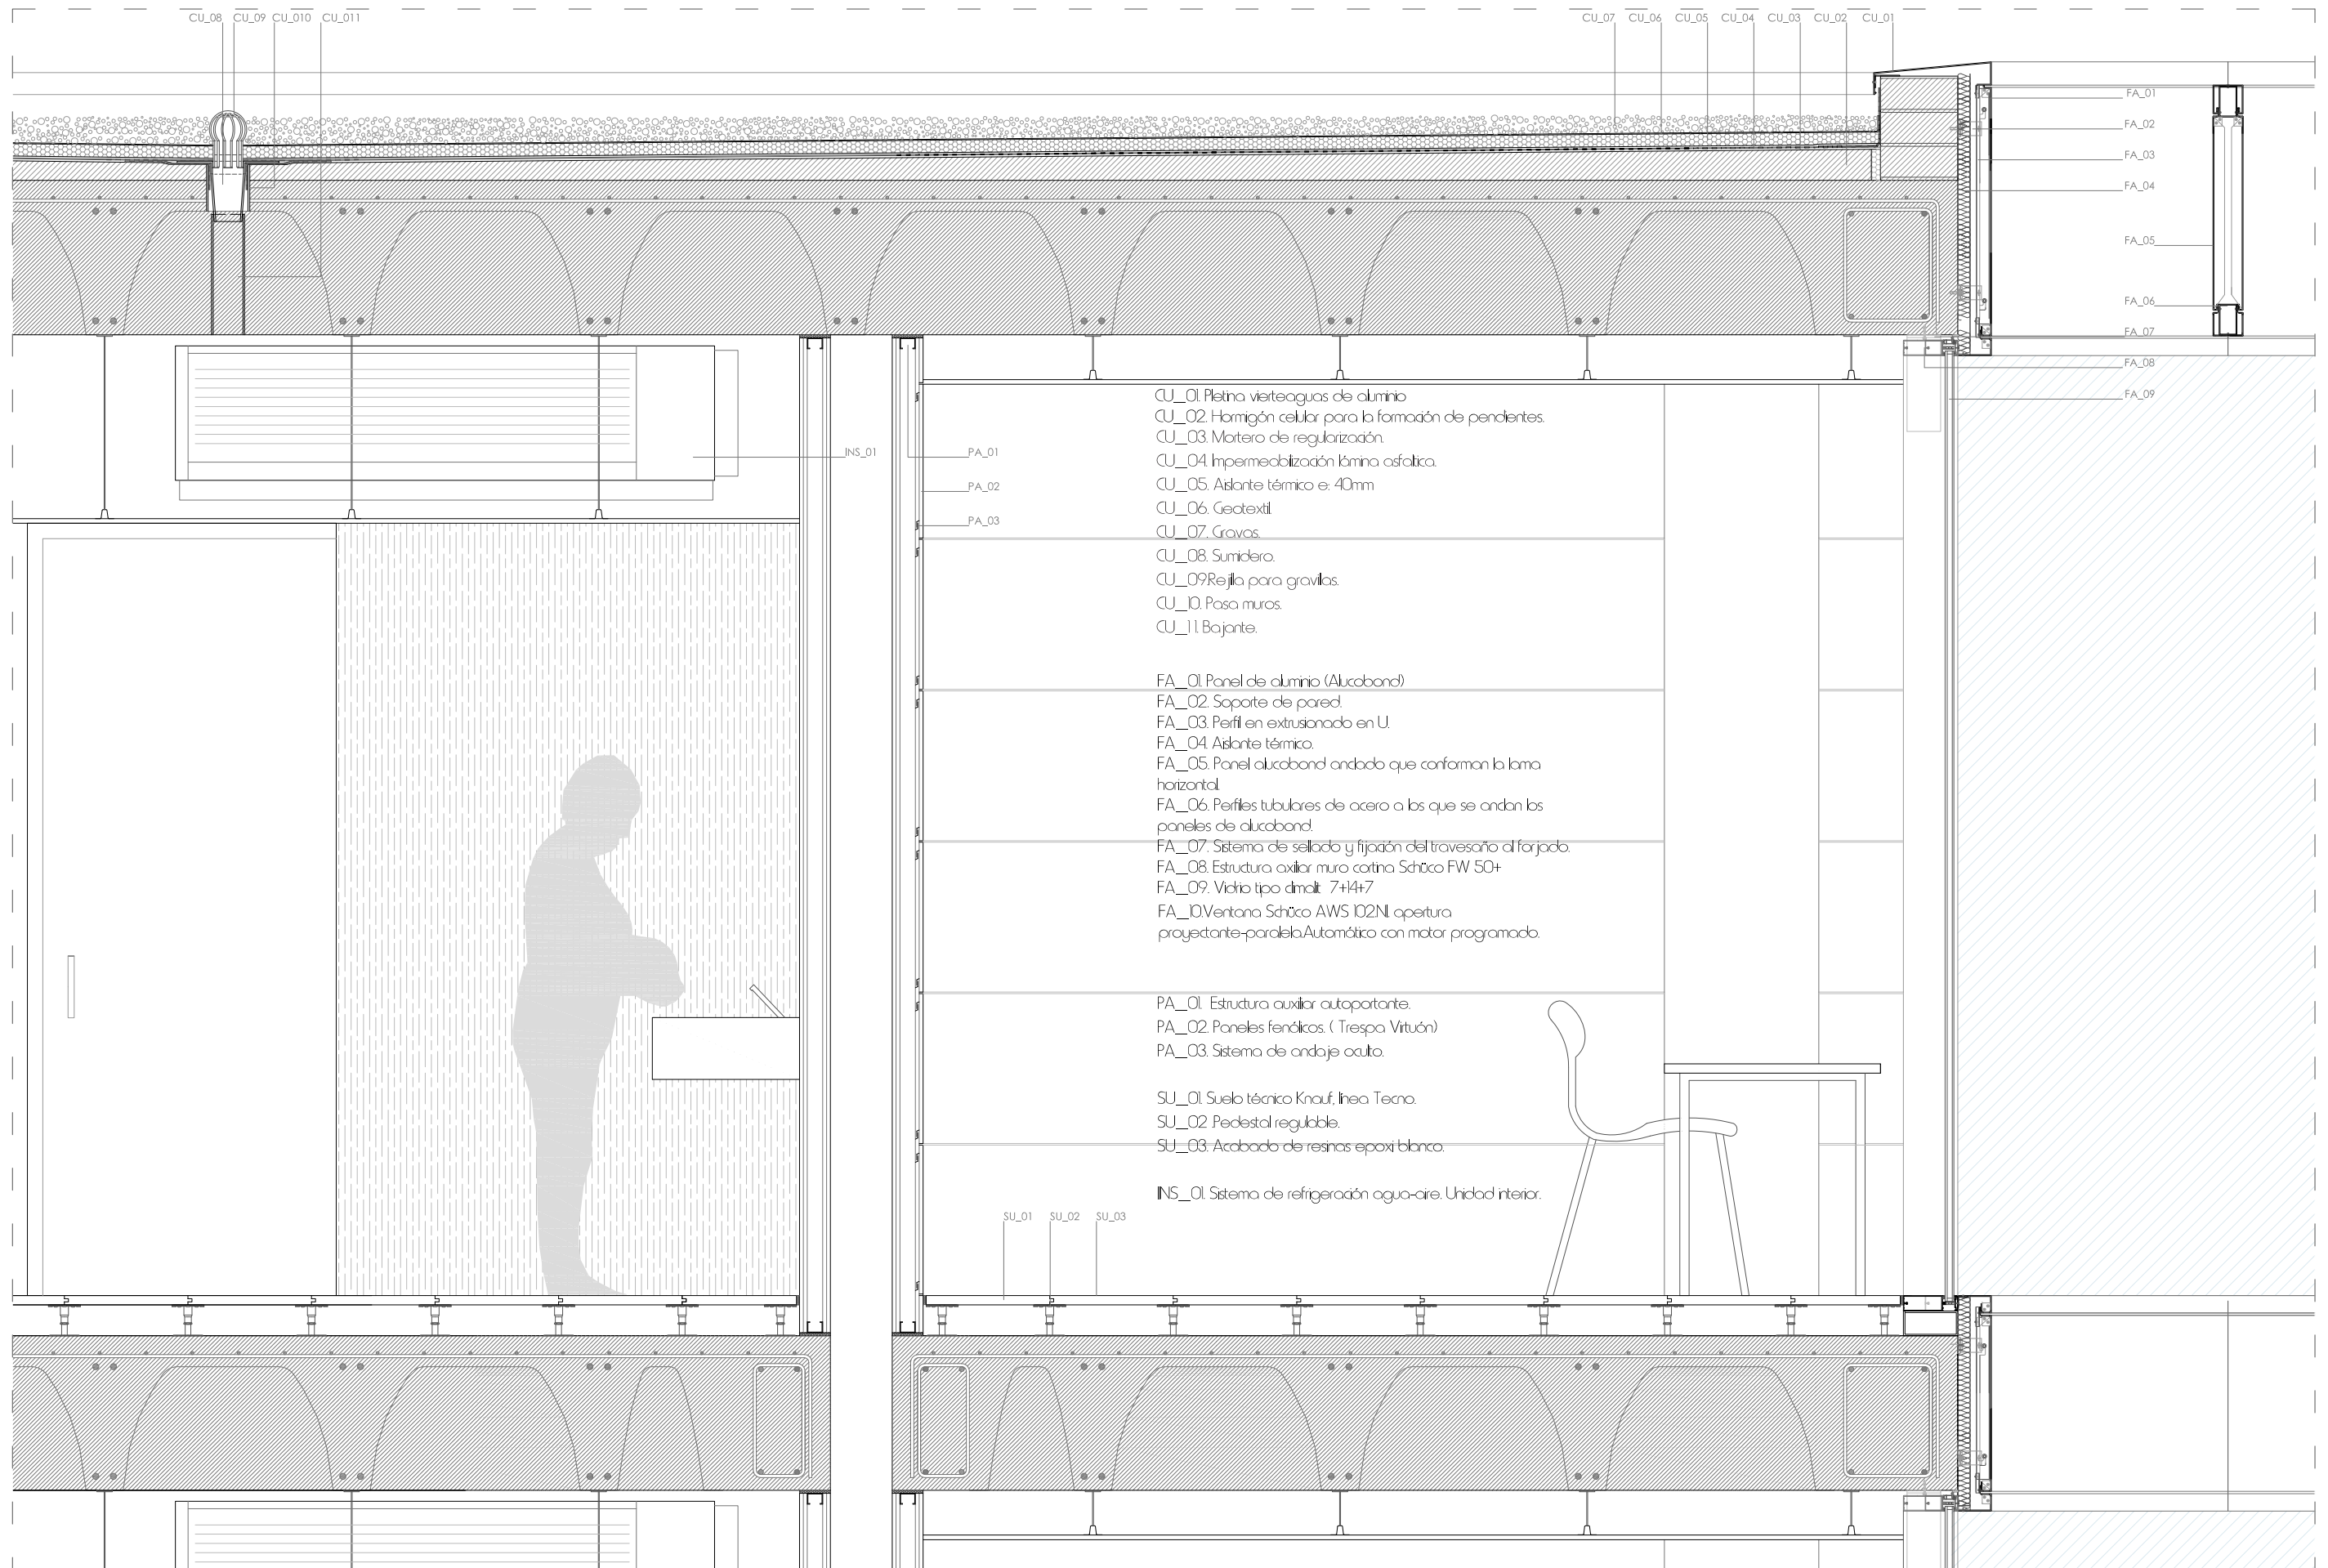 CU_08 CU_09 CU_010 CU_011
CU_07 CU_06 CU_05 CU_04 CU_03 CU_02 CU_01
FA_01
FA_02
FA_03
FA_04
FA_05
FA_06
FA_07
FA_08
FA_09
INS_01
PA_01
PA_02
PA_03
CU_01. Pletina vierteaguas de aluminio
CU_02. Hormigón celular para la formación de pendientes.
CU_03. Mortero de regularización.
CU_04. Impermeabilización lámina asfaltica.
CU_05. Aislante térmico e: 40mm
CU_06. Geotextil.
CU_07. Gravas.
CU_08. Sumidero.
CU_09.Rejilla para gravillas.
CU_10. Pasa muros.
CU_11. Bajante.
FA_01. Panel de aluminio (Alucobond)
FA_02. Soporte de pared.
FA_03. Perfil en extrusionado en U.
FA_04. Aislante térmico.
FA_05. Panel alucobond anclado que conforman la lama
horizontal.
FA_06. Perfiles tubulares de acero a los que se anclan los
paneles de alucobond.
FA_07. Sistema de sellado y fijación del travesaño al forjado.
FA_08. Estructura axiliar muro cortina Schüco FW 50+
FA_09. Vidrio tipo climalit 7+14+7
FA_10.Ventana Schüco AWS 102.NI. apertura
proyectante-paralela.Automático con motor programado.
PA_01. Estructura auxiliar autoportante.
PA_02. Paneles fenólicos. ( Trespa Virtuón)
PA_03. Sistema de anclaje oculto.
SU_01. Suelo técnico Knauf, línea Tecno.
SU_02 .Pedestal regulable.
SU_03. Acabado de resinas epoxi blanco.
INS_01. Sistema de refrigeración agua-aire. Unidad interior.
SU_01 SU_02 SU_03